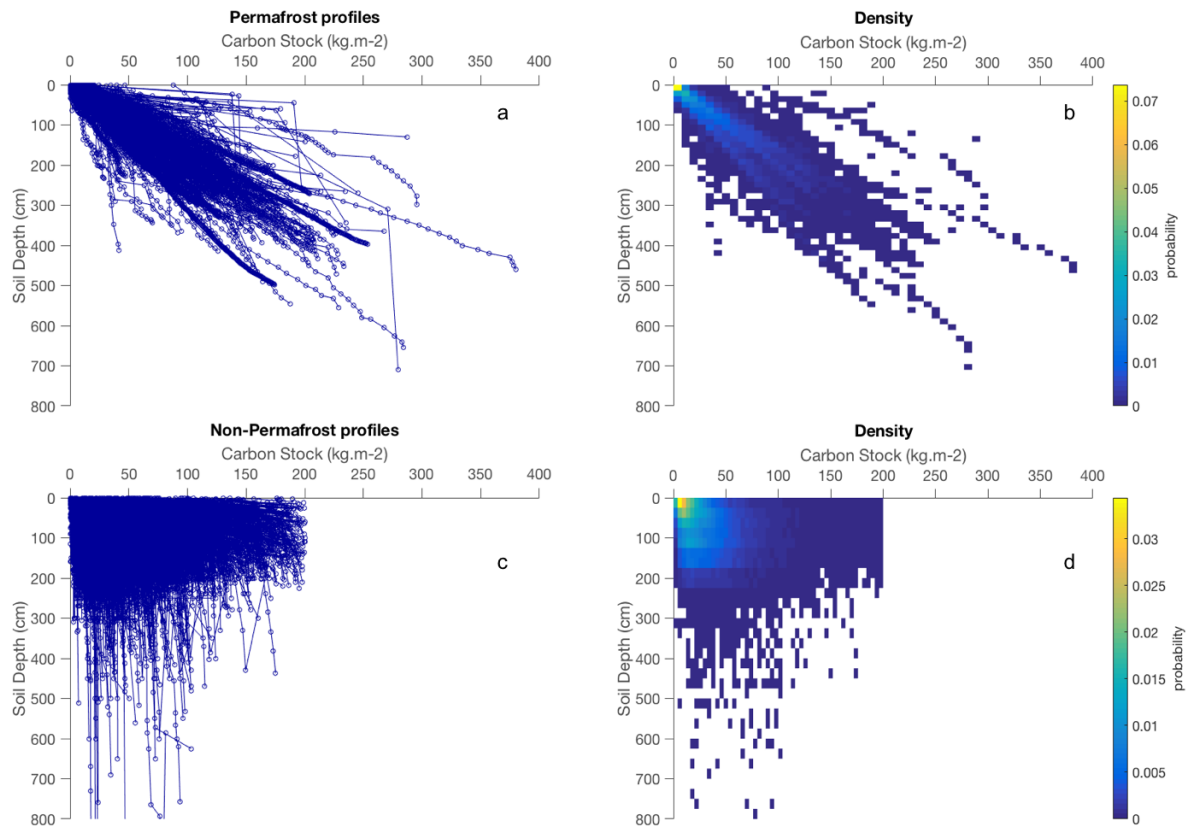 Permafrost profiles
Carbon Stock (kg.m-2)
0 50 100 150 200 250 300 350 400
0
100
200
300
400
500
600
700
800
Soil Depth (cm)
a
Density
Carbon Stock (kg.m-2)
0 50 100 150 200 250 300 350 400
0
100
200
300
400
500
600
700
800
Soil Depth (cm)
b
0.07
0.06
0.05
0.04
0.03
0.02
0.01
0
probability
Non-Permafrost profiles
Carbon Stock (kg.m-2)
0 50 100 150 200 250 300 350 400
0
100
200
300
400
500
600
700
800
Soil Depth (cm)
c
Density
Carbon Stock (kg.m-2)
0 50 100 150 200 250 300 350 400
0
100
200
300
400
500
600
700
800
Soil Depth (cm)
d
0.03
0.025
0.02
0.015
0.01
0.005
0
probability